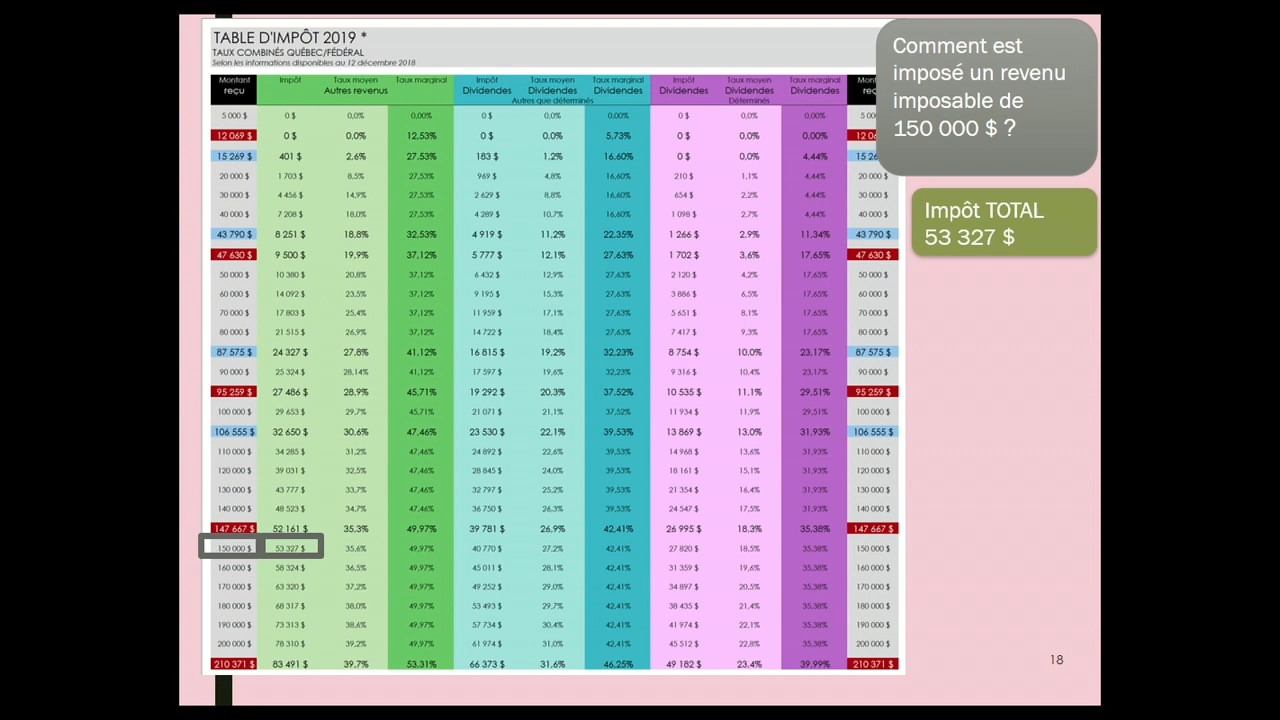 TABLE D'IMPÔT 2019 *
TAUX COMBINÉS QUÉBEC/FÉDÉRAL
Selon les informations disponibles au 12 décembre 2018
Montant reçu Impôt Taux moyen Taux marginal Impôt Taux moyen Taux marginal Impôt Taux moyen Taux marginal
Autres revenus Dividendes Dividendes Dividendes Dividendes Dividendes Dividendes
Autres que déterminés Déterminés
5 000 $ 0 $ 0,0% 0,00% 0 $ 0,0% 0,00% 0 $ 0,0% 0,00%
12 069 $ 0 $ 0,0% 12,53% 0 $ 0,0% 5,73% 0 $ 0,0% 0,00%
15 269 $ 401 $ 2,6% 27,53% 183 $ 1,2% 16,60% 0 $ 0,0% 4,44%
20 000 $ 1 703 $ 8,5% 27,53% 969 $ 4,8% 16,60% 210 $ 1,1% 4,44% 20 000 $
30 000 $ 4 456 $ 14,9% 27,53% 2 629 $ 8,8% 16,60% 654 $ 2,2% 4,44% 30 000 $
40 000 $ 7 208 $ 18,0% 27,53% 4 289 $ 10,7% 16,60% 1 098 $ 2,7% 4,44% 40 000 $
43 790 $ 8 251 $ 18,8% 32,53% 4 919 $ 11,2% 22,35% 1 266 $ 2,9% 11,34% 43 790 $
47 630 $ 9 500 $ 19,9% 37,12% 5 777 $ 12,1% 27,63% 1 702 $ 3,6% 17,65% 47 630 $
50 000 $ 10 380 $ 20,8% 37,12% 6 432 $ 12,9% 27,63% 2 120 $ 4,2% 17,65% 50 000 $
60 000 $ 14 092 $ 23,5% 37,12% 9 195 $ 15,3% 27,63% 3 886 $ 6,5% 17,65% 60 000 $
70 000 $ 17 803 $ 25,4% 37,12% 11 959 $ 17,1% 27,63% 5 651 $ 8,1% 17,65% 70 000 $
80 000 $ 21 515 $ 26,9% 37,12% 14 722 $ 18,4% 27,63% 7 417 $ 9,3% 17,65% 80 000 $
87 575 $ 24 327 $ 27,8% 41,12% 16 815 $ 19,2% 32,23% 8 754 $ 10,0% 23,17% 87 575 $
90 000 $ 25 324 $ 28,14% 41,12% 17 597 $ 19,6% 32,23% 9 316 $ 10,4% 23,17% 90 000 $
95 259 $ 27 486 $ 28,9% 45,71% 19 292 $ 20,3% 37,52% 10 535 $ 11,1% 29,51% 95 259 $
100 000 $ 29 653 $ 29,7% 45,71% 21 071 $ 21,1% 37,52% 11 934 $ 11,9% 29,51% 100 000 $
106 555 $ 32 650 $ 30,6% 47,46% 23 530 $ 22,1% 39,53% 13 869 $ 13,0% 31,93% 106 555 $
110 000 $ 34 285 $ 31,2% 47,46% 24 892 $ 22,6% 39,53% 14 968 $ 13,6% 31,93% 110 000 $
120 000 $ 39 031 $ 32,5% 47,46% 28 845 $ 24,0% 39,53% 18 161 $ 15,1% 31,93% 120 000 $
130 000 $ 43 777 $ 33,7% 47,46% 32 797 $ 25,2% 39,53% 21 354 $ 16,4% 31,93% 130 000 $
140 000 $ 48 523 $ 34,7% 47,46% 36 750 $ 26,3% 39,53% 24 547 $ 17,5% 31,93% 140 000 $
147 667 $ 52 161 $ 35,3% 49,97% 39 781 $ 26,9% 42,41% 26 995 $ 18,3% 35,38% 147 667 $
150 000 $ 53 327 $ 35,6% 49,97% 40 770 $ 27,2% 42,41% 27 820 $ 18,5% 35,38% 150 000 $
160 000 $ 58 324 $ 36,5% 49,97% 45 011 $ 28,1% 42,41% 31 359 $ 19,6% 35,38% 160 000 $
170 000 $ 63 320 $ 37,2% 49,97% 49 252 $ 29,0% 42,41% 34 897 $ 20,5% 35,38% 170 000 $
180 000 $ 68 317 $ 38,0% 49,97% 53 493 $ 29,7% 42,41% 38 435 $ 21,4% 35,38% 180 000 $
190 000 $ 73 313 $ 38,6% 49,97% 57 734 $ 30,4% 42,41% 41 974 $ 22,1% 35,38% 190 000 $
200 000 $ 78 310 $ 39,2% 49,97% 61 974 $ 31,0% 42,41% 45 512 $ 22,8% 35,38% 200 000 $
210 371 $ 83 491 $ 39,7% 53,31% 66 373 $ 31,6% 46,25% 49 182 $ 23,4% 39,99% 210 371 $
Comment est
imposé un revenu
imposable de
150 000 $ ?
Impôt TOTAL
53 327 $
18